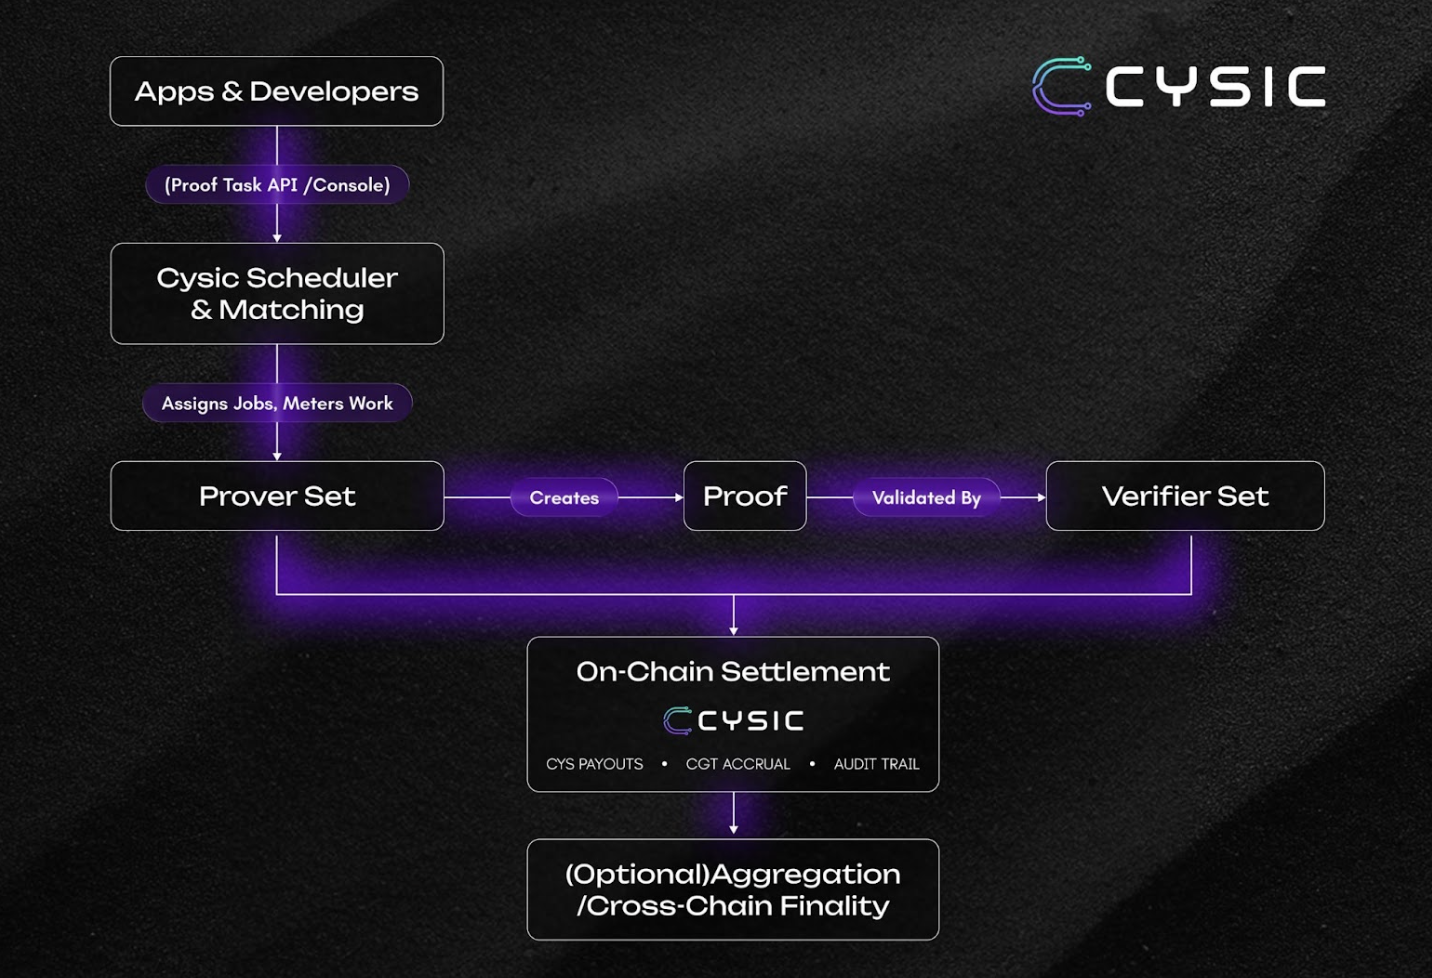 Apps & Developers
CYSIC
(Proof Task API /Console)
Cysic Scheduler
& Matching
Assigns Jobs, Meters Work
Prover Set
Creates
Proof
Validated By
Verifier Set
On-Chain Settlement
CYSIC
CYS PAYOUTS • CGT ACCRUAL • AUDIT TRAIL
(Optional)Aggregation
/Cross-Chain Finality